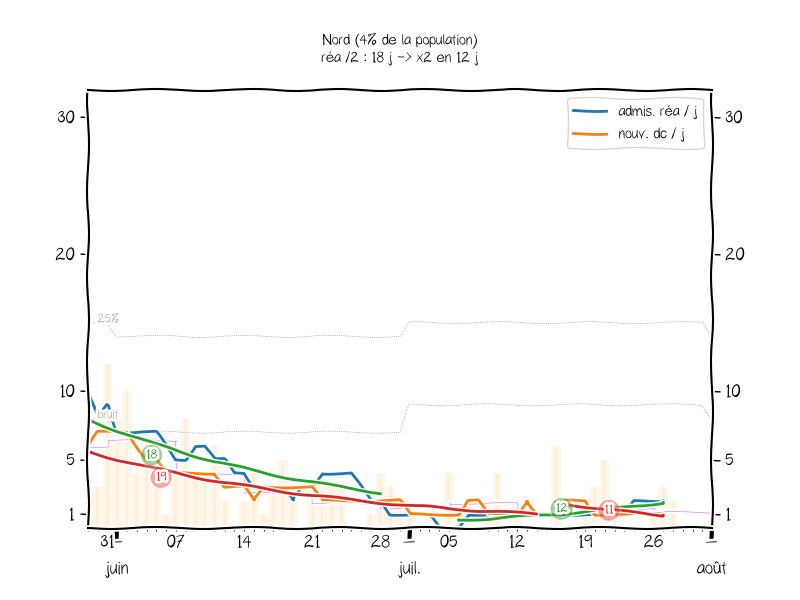 Nord (4% de la population)
réa /2 : 18 j -> x2 en 12 j
admis. réa / j
nouv. dc / j
30
30
20
20
25%
10
10
bruit
18
19
5
5
12
11
1
1
31 07 14 21 28 05 12 19 26
juin juil. août